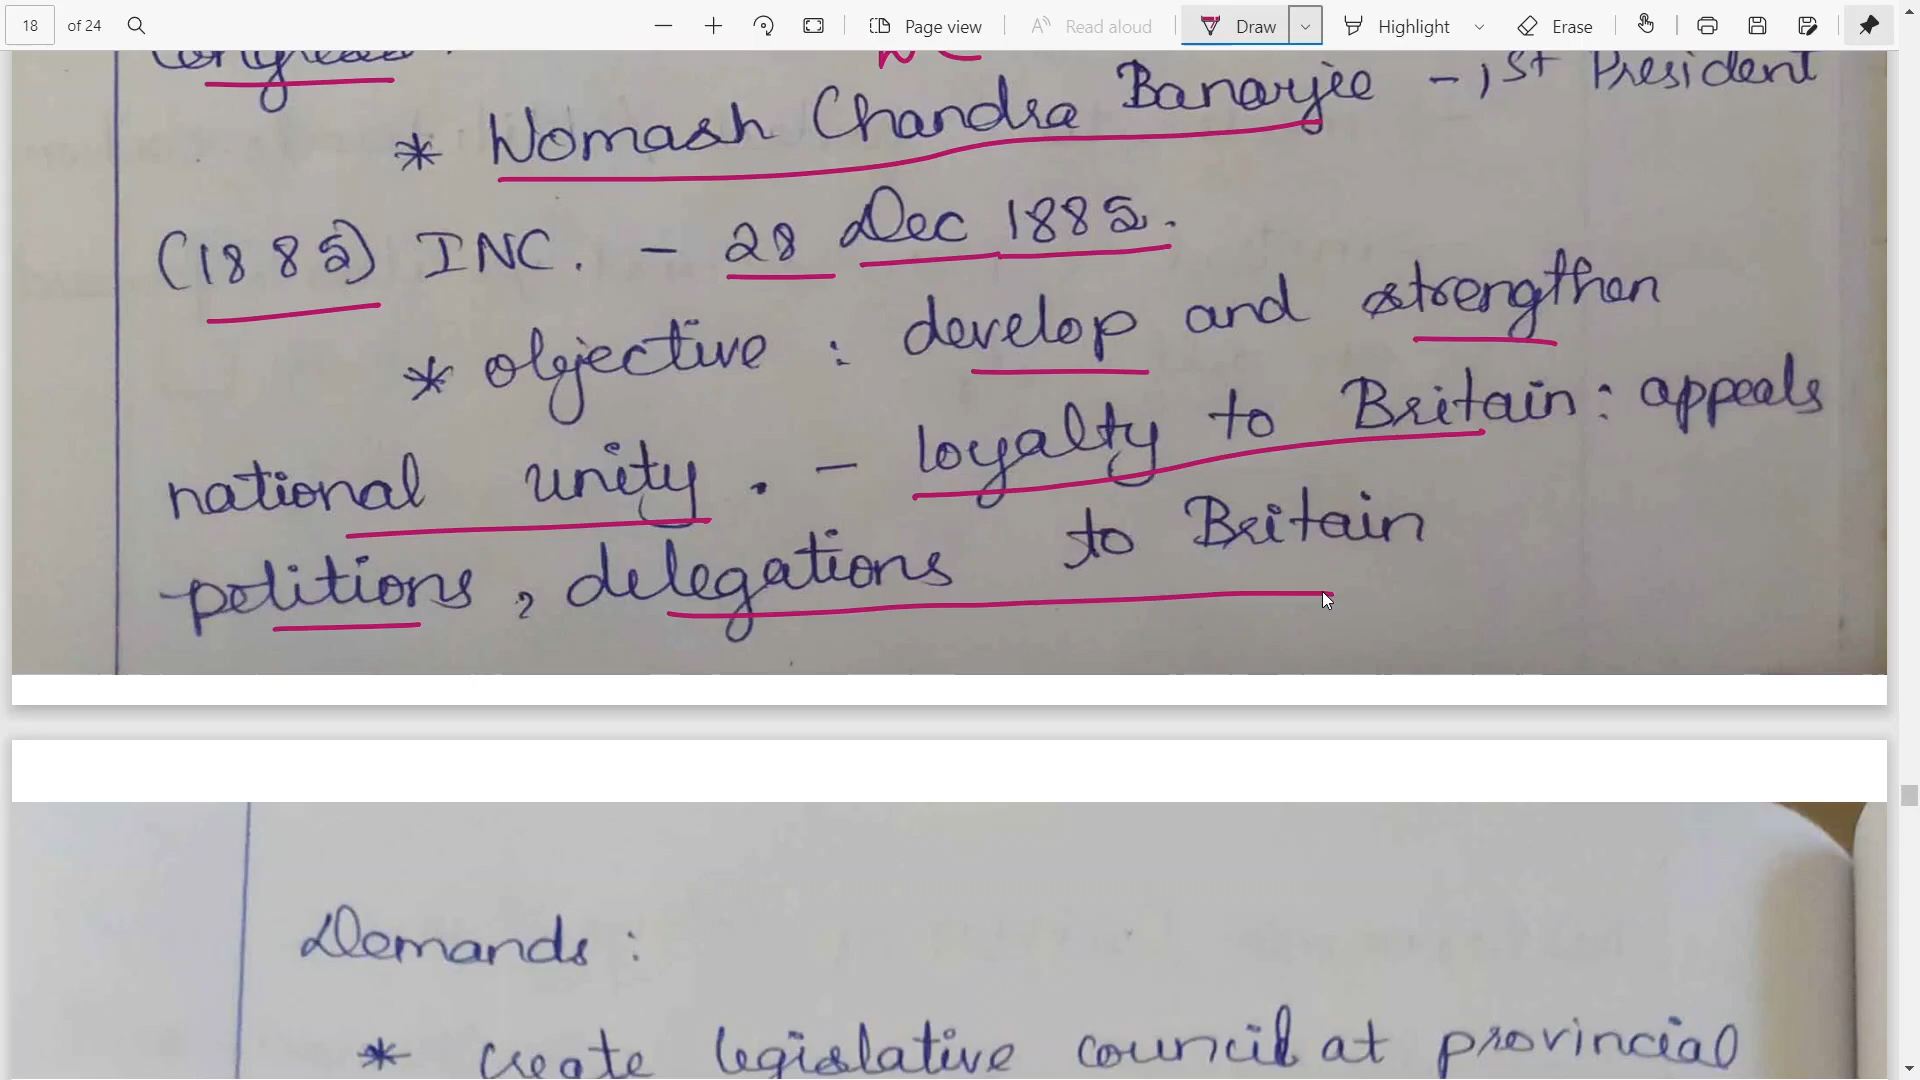 18 of 24 Page view Read aloud Draw Highlight Erase
Congress :
* Womash Chandra Banarjee - 1st President
(1885) INC. - 28 Dec 1885.
* objective : develop and strengthen
national unity. - loyalty to Britain : appeals
petitions, delegations to Britain
Demands :
* create legislative council at provincial